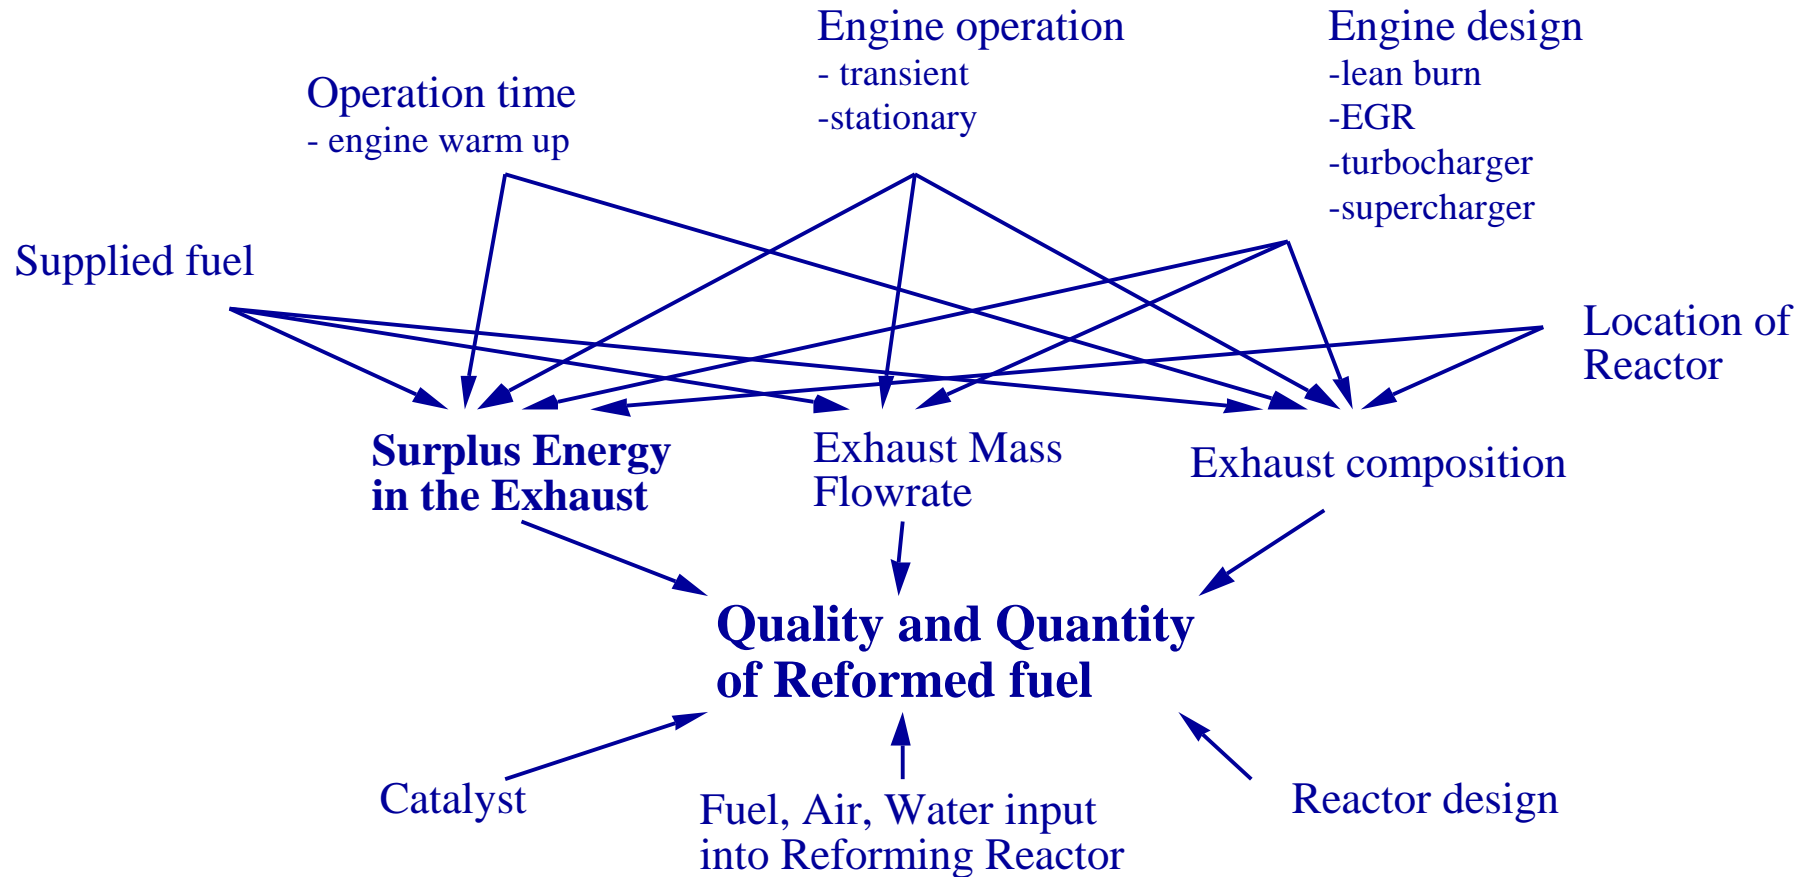 Engine operation
- transient
-stationary
Engine design
-lean burn
-EGR
-turbocharger
-supercharger
Operation time
- engine warm up
Supplied fuel
Location of
Reactor
Surplus Energy
in the Exhaust
Exhaust Mass
Flowrate
Exhaust composition
Quality and Quantity
of Reformed fuel
Catalyst
Fuel, Air, Water input
into Reforming Reactor
Reactor design